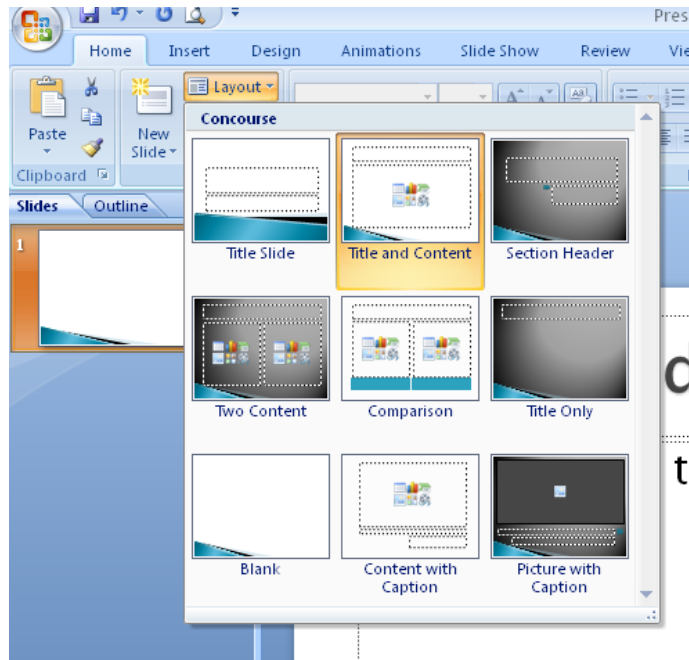 Pres
Home Insert Design Animations Slide Show Review Vie
Layout
Paste
New
Slide
Clipboard
Slides Outline
Concourse
1
Title Slide
Title and Content
Section Header
Two Content
Comparison
Title Only
d
t
Blank
Content with
Caption
Picture with
Caption